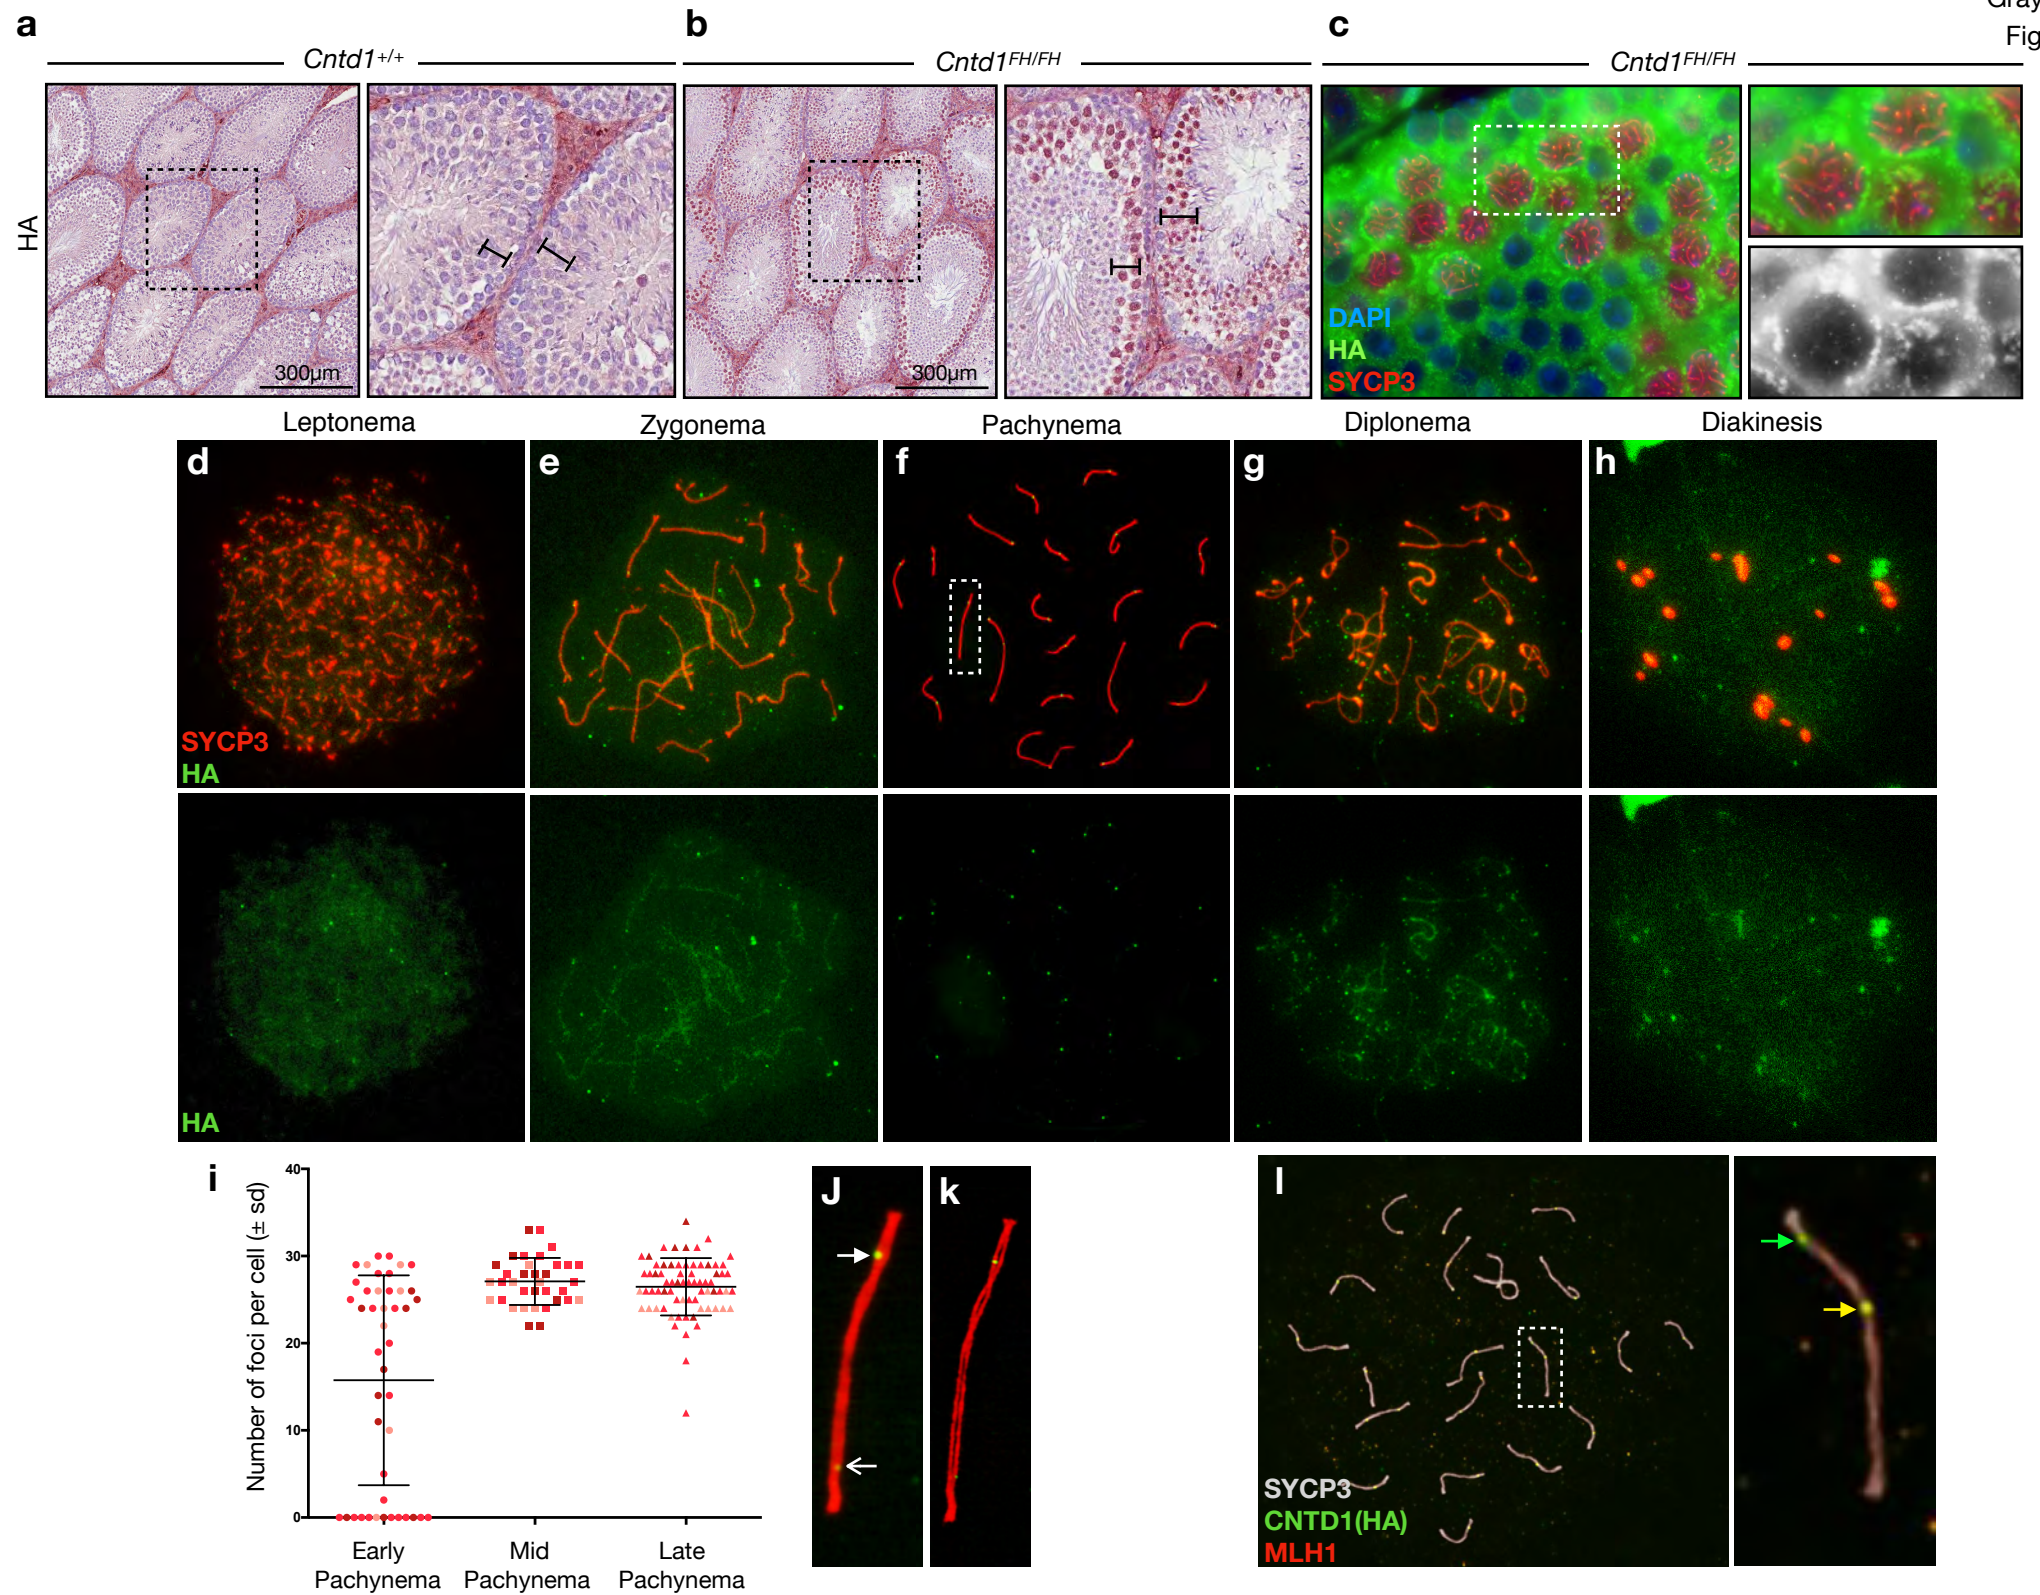 Gray
Fig
a
b
c
Cntd1+/+
Cntd1FH/FH
Cntd1FH/FH
HA
300µm
300µm
DAPI
HA
SYCP3
Leptonema
Zygonema
Pachynema
Diplonema
Diakinesis
d
e
f
g
h
SYCP3
HA
HA
i
Number of foci per cell (± sd)
40
30
20
10
0
Early
Pachynema
Mid
Pachynema
Late
Pachynema
J
k
l
SYCP3
CNTD1(HA)
MLH1